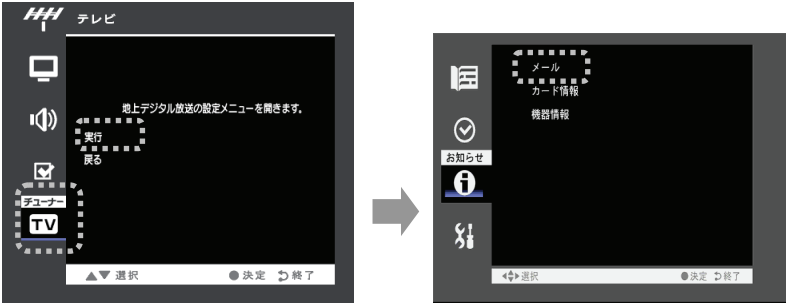 テレビ
地上デジタル放送の設定メニューを開きます。
実行
戻る
チューナー
TV
▲▼ 選択 ●決定 終了
メール
カード情報
機器情報
お知らせ
選択 ●決定 終了